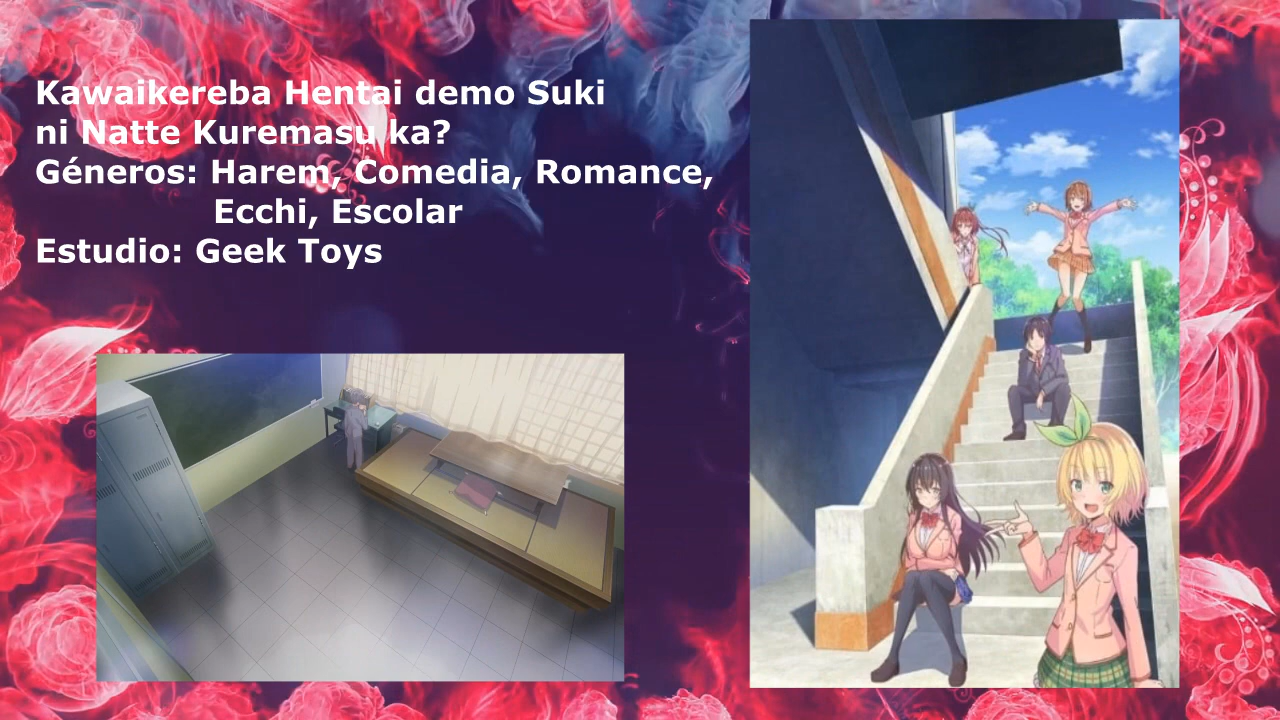 Kawaikereba Hentai demo Suki
ni Natte Kuremasu ka?
Géneros: Harem, Comedia, Romance,
Ecchi, Escolar
Estudio: Geek Toys